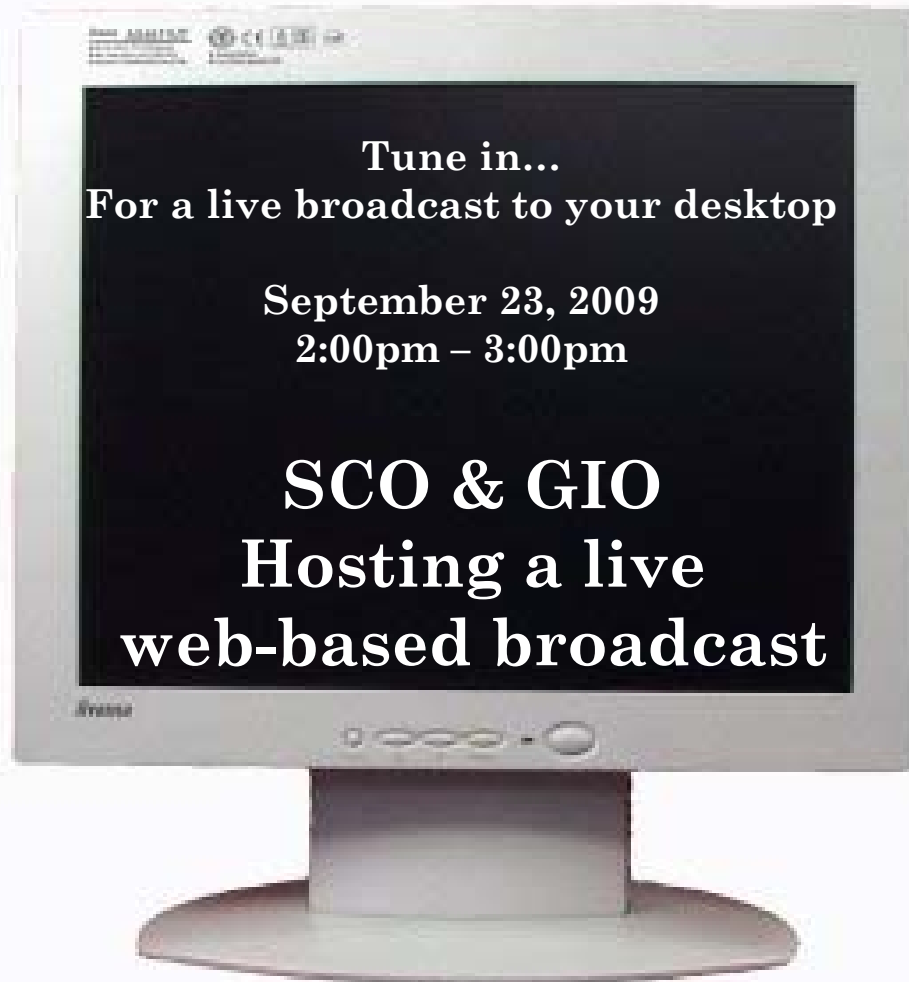 Tune in...
For a live broadcast to your desktop
September 23, 2009
2:00pm – 3:00pm
SCO & GIO
Hosting a live
web-based broadcast